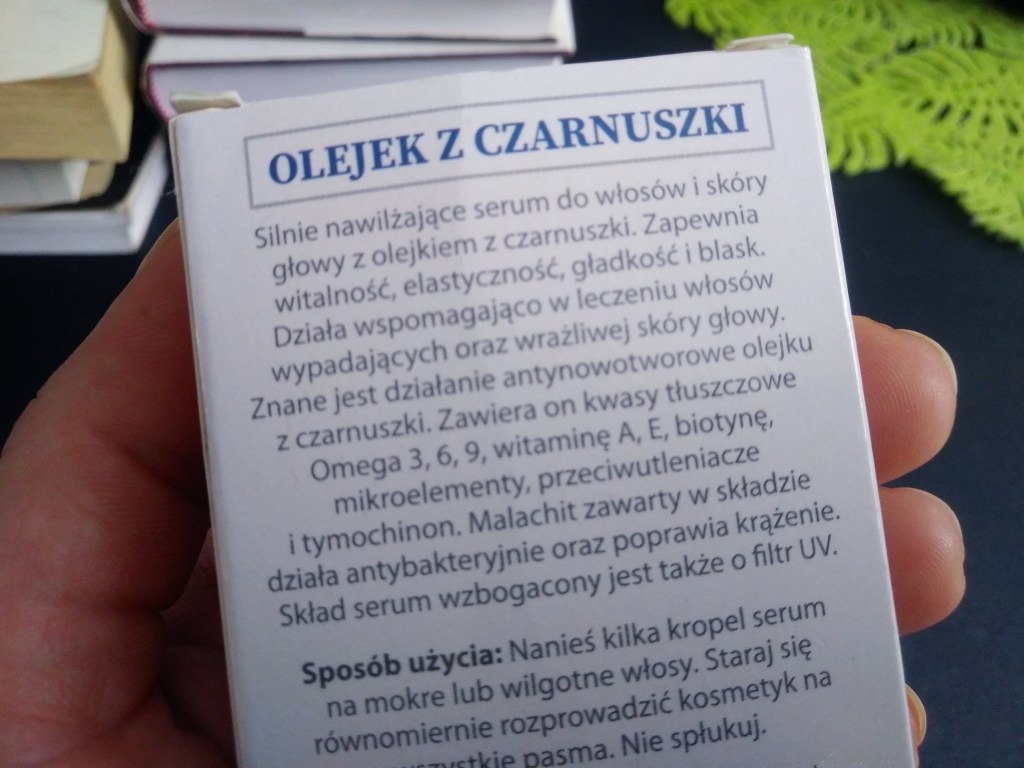 OLEJEK Z CZARNUSZKI
Silnie nawilżające serum do włosów i skóry
głowy z olejkiem z czarnuszki. Zapewnia
witalność, elastyczność, gładkość i blask.
Działa wspomagająco w leczeniu włosów
wypadających oraz wrażliwej skóry głowy.
Znane jest działanie antynowotworowe olejku
z czarnuszki. Zawiera on kwasy tłuszczowe
Omega 3, 6, 9, witaminę A, E, biotynę,
mikroelementy, przeciwutleniacze
i tymochinon. Malachit zawarty w składzie
działa antybakteryjnie oraz poprawia krążenie.
Skład serum wzbogacony jest także o filtr UV.
Sposób użycia: Nanieś kilka kropel serum
na mokre lub wilgotne włosy. Staraj się
równomiernie rozprowadzić kosmetyk na
pasma. Nie spłukuj.